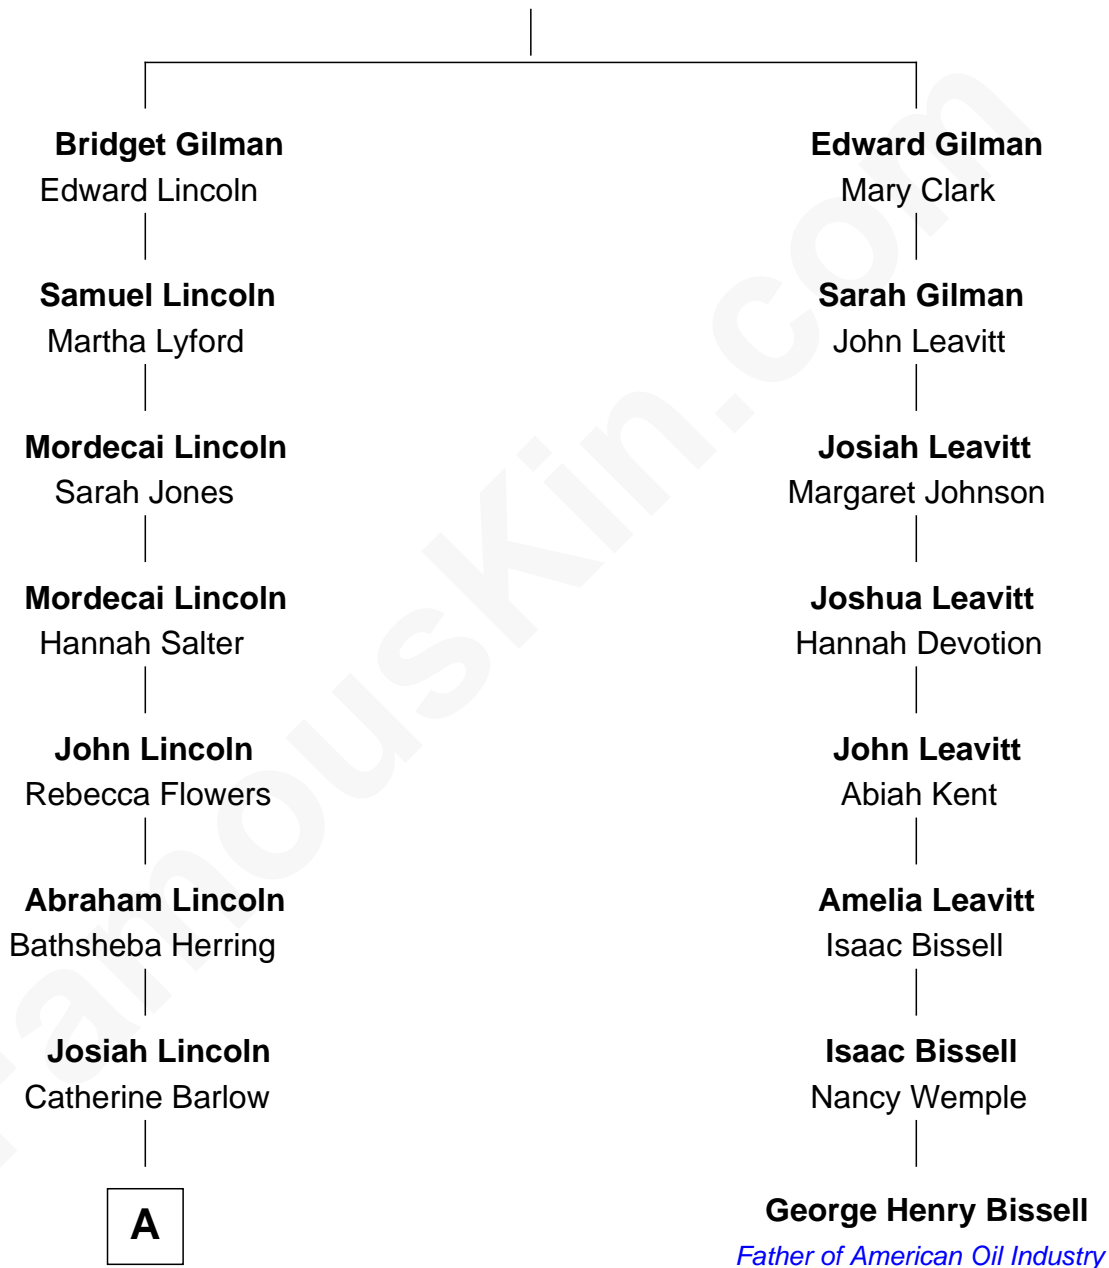 Bridget Gilman
Edward Lincoln
Samuel Lincoln
Martha Lyford
Mordecai Lincoln
Sarah Jones
Mordecai Lincoln
Hannah Salter
John Lincoln
Rebecca Flowers
Abraham Lincoln
Bathsheba Herring
Josiah Lincoln
Catherine Barlow
A
Edward Gilman
Mary Clark
Sarah Gilman
John Leavitt
Josiah Leavitt
Margaret Johnson
Joshua Leavitt
Hannah Devotion
John Leavitt
Abiah Kent
Amelia Leavitt
Isaac Bissell
Isaac Bissell
Nancy Wemple
George Henry Bissell
Father of American Oil Industry
FamousKin.com